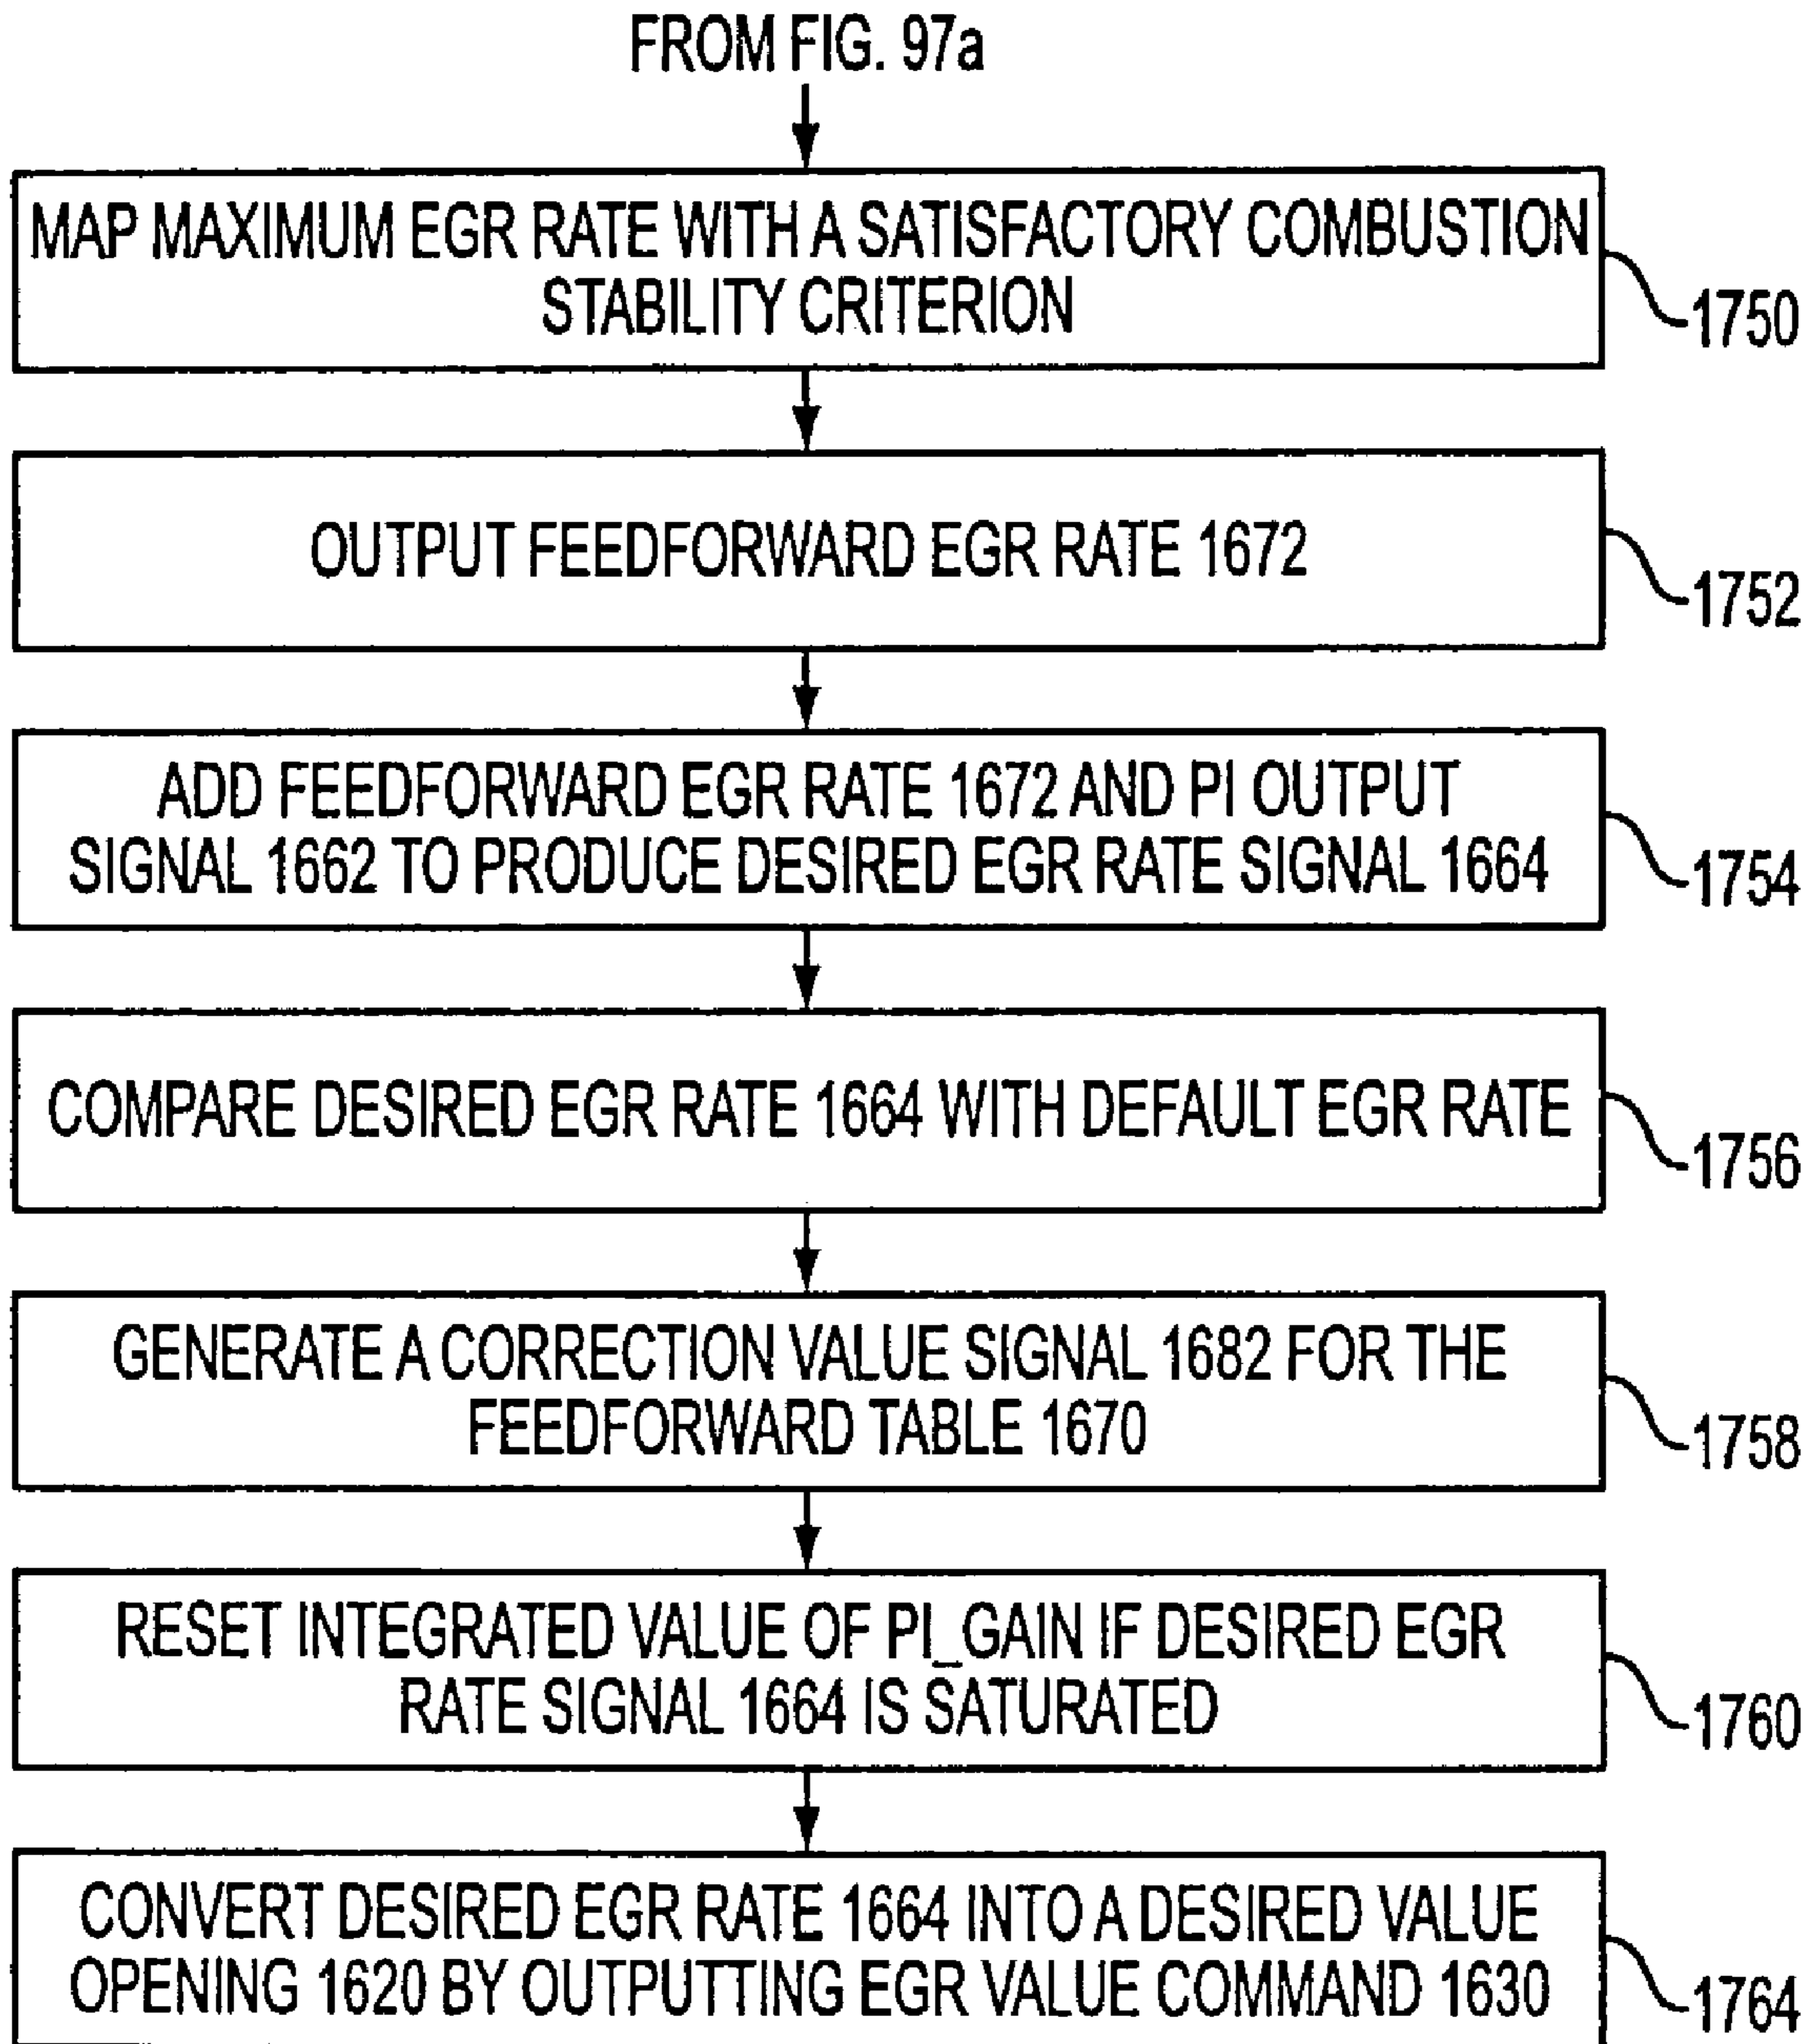 FROM FIG. 97a
MAP MAXIMUM EGR RATE WITH A SATISFACTORY COMBUSTION
STABILITY CRITERION
1750
OUTPUT FEEDFORWARD EGR RATE 1672
1752
ADD FEEDFORWARD EGR RATE 1672 AND PI OUTPUT
SIGNAL 1662 TO PRODUCE DESIRED EGR RATE SIGNAL 1664
1754
COMPARE DESIRED EGR RATE 1664 WITH DEFAULT EGR RATE
1756
GENERATE A CORRECTION VALUE SIGNAL 1682 FOR THE
FEEDFORWARD TABLE 1670
1758
RESET INTEGRATED VALUE OF PI_GAIN IF DESIRED EGR
RATE SIGNAL 1664 IS SATURATED
1760
CONVERT DESIRED EGR RATE 1664 INTO A DESIRED VALUE
OPENING 1620 BY OUTPUTTING EGR VALUE COMMAND 1630
1764